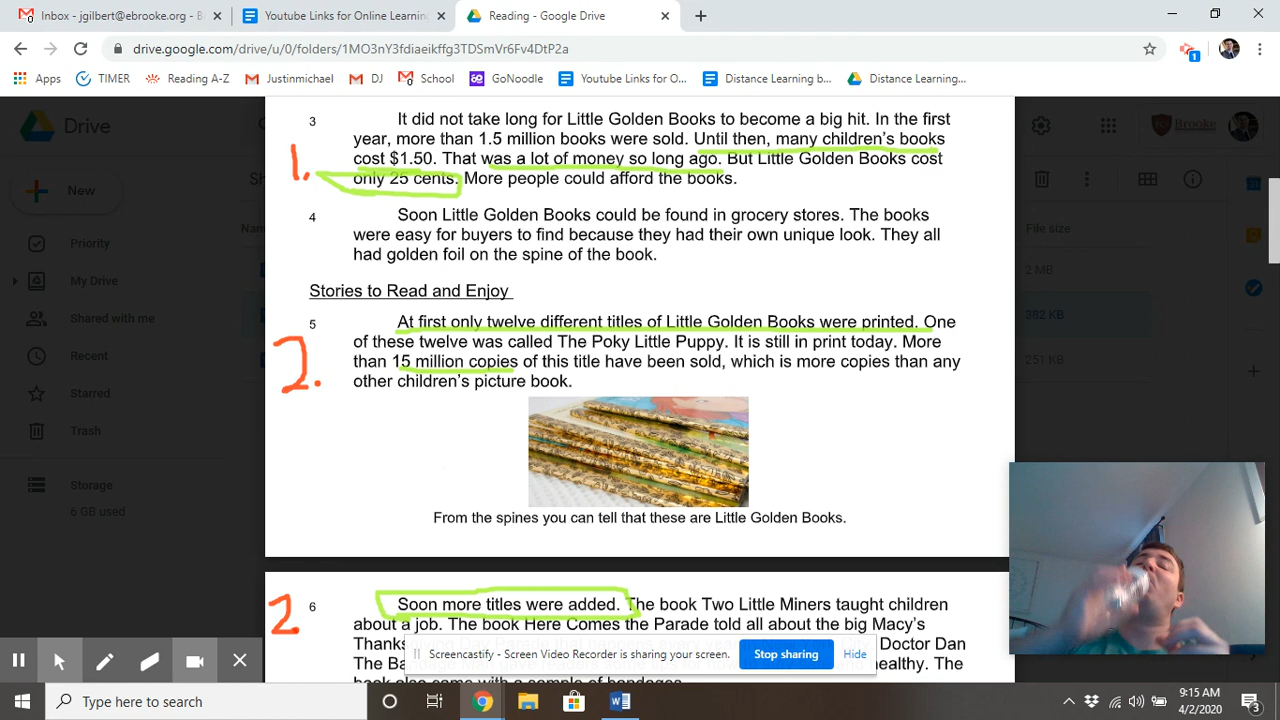 Inbox - jgilbert@ebrooke.org -
Youtube Links for Online Learning
Reading - Google Drive
drive.google.com/drive/u/0/folders/1MO3nY3fdiaeikffg3TDSmVr6Fv4DtP2a
1
Apps TIMER Reading A-Z Justinmichael DJ School GoNoodle Youtube Links for O... Distance Learning b... Distance Learning...
Drive
Brooke
New
Priority
My Drive
Shared with me
Recent
Starred
Trash
Storage
6 GB used
File size
2 MB
382 KB
251 KB
3 It did not take long for Little Golden Books to become a big hit. In the first
year, more than 1.5 million books were sold. Until then, many children's books
1. cost $1.50. That was a lot of money so long ago. But Little Golden Books cost
only 25 cents. More people could afford the books.
4 Soon Little Golden Books could be found in grocery stores. The books
were easy for buyers to find because they had their own unique look. They all
had golden foil on the spine of the book.
Stories to Read and Enjoy
5 At first only twelve different titles of Little Golden Books were printed. One
of these twelve was called The Poky Little Puppy. It is still in print today. More
2. than 15 million copies of this title have been sold, which is more copies than any
other children's picture book.
From the spines you can tell that these are Little Golden Books.
2. 6 Soon more titles were added. The book Two Little Miners taught children
about a job. The book Here Comes the Parade told all about the big Macy's
Doctor Dan
The
healthy. The
Screencastify - Screen Video Recorder is sharing your screen.
Stop sharing
Hide
Type here to search
9:15 AM
4/2/2020
3